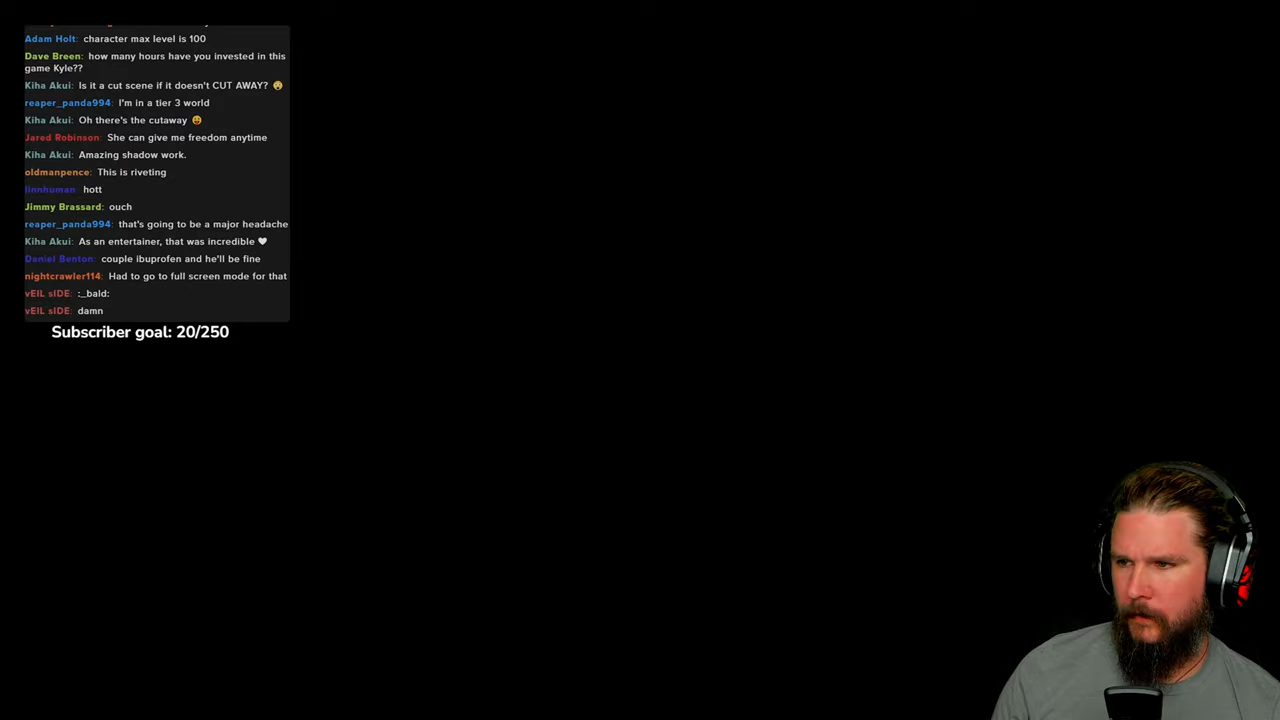 Adam Holt: character max level is 100
Dave Breen: how many hours have you invested in this
game Kyle??
Kiha Akui: Is it a cut scene if it doesn't CUT AWAY? 😲
reaper_panda994: I'm in a tier 3 world
Kiha Akui: Oh there's the cutaway 😛
Jared Robinson: She can give me freedom anytime
Kiha Akui: Amazing shadow work.
oldmanpence: This is riveting
linnhuman hott
Jimmy Brassard: ouch
reaper_panda994: that's going to be a major headache
Kiha Akui: As an entertainer, that was incredible 🤍
Daniel Benton: couple ibuprofen and he'll be fine
nightcrawler114: Had to go to full screen mode for that
vEIL sIDE: :_bald:
vEIL sIDE: damn
Subscriber goal: 20/250